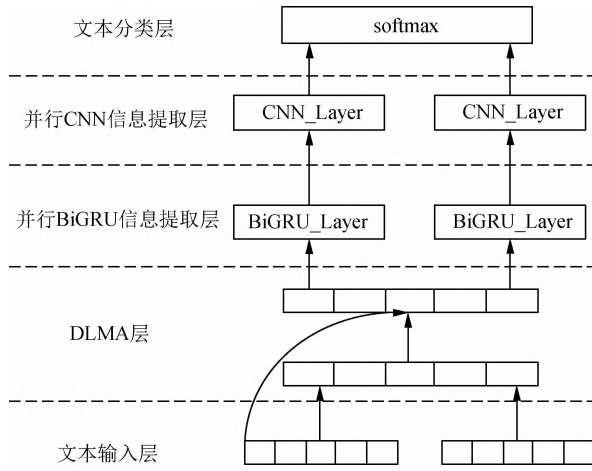 文本分类层
softmax
并行CNN信息提取层
CNN_Layer
CNN_Layer
并行BiGRU信息提取层
BiGRU_Layer
BiGRU_Layer
DLMA层
文本输入层